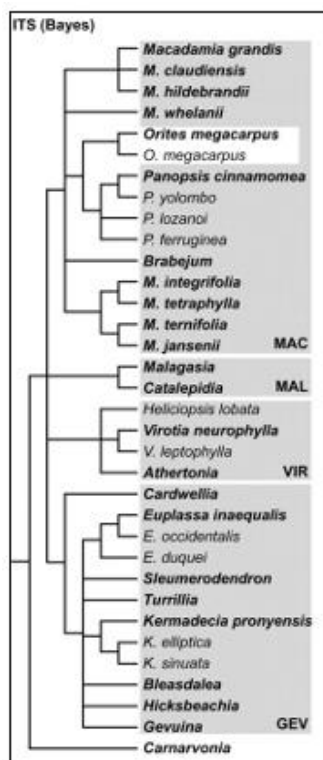 ITS (Bayes)
Macadamia grandis
M. claudiensis
M. hildebrandii
M. whelanii
Orites megacarpus
O. megacarpus
Panopsis cinnamomea
P. yolombo
P. lozanoi
P. ferruginea
Brabejum
M. integrifolia
M. tetraphylla
M. ternifolia
M. jansenii MAC
Malagasia
Catalepidia MAL
Heliciopsis lobata
Virotia neurophylla
V. leptophylla
Athertonia VIR
Cardwellia
Euplassa inaequalis
E. occidentalis
E. duquei
Sleumerodendron
Turrillia
Kermadecia pronyensis
K. elliptica
K. sinuata
Bleasdalea
Hicksbeachia
Gevuina GEV
Carnarvonia